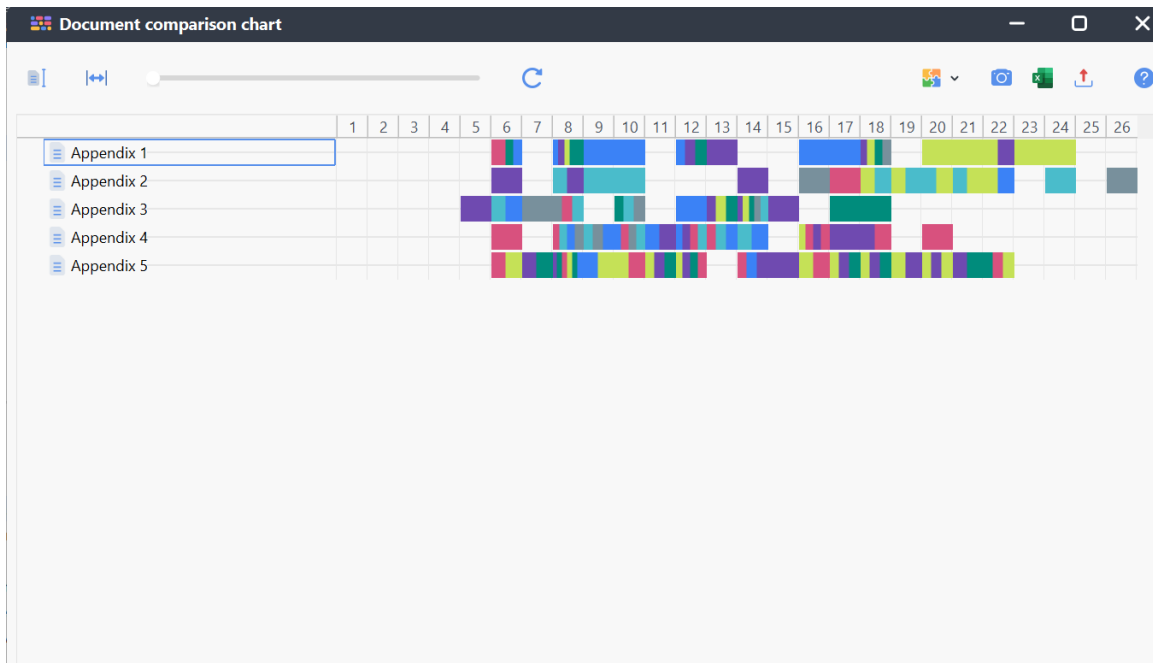 Document comparison chart
1 2 3 4 5 6 7 8 9 10 11 12 13 14 15 16 17 18 19 20 21 22 23 24 25 26
Appendix 1
Appendix 2
Appendix 3
Appendix 4
Appendix 5